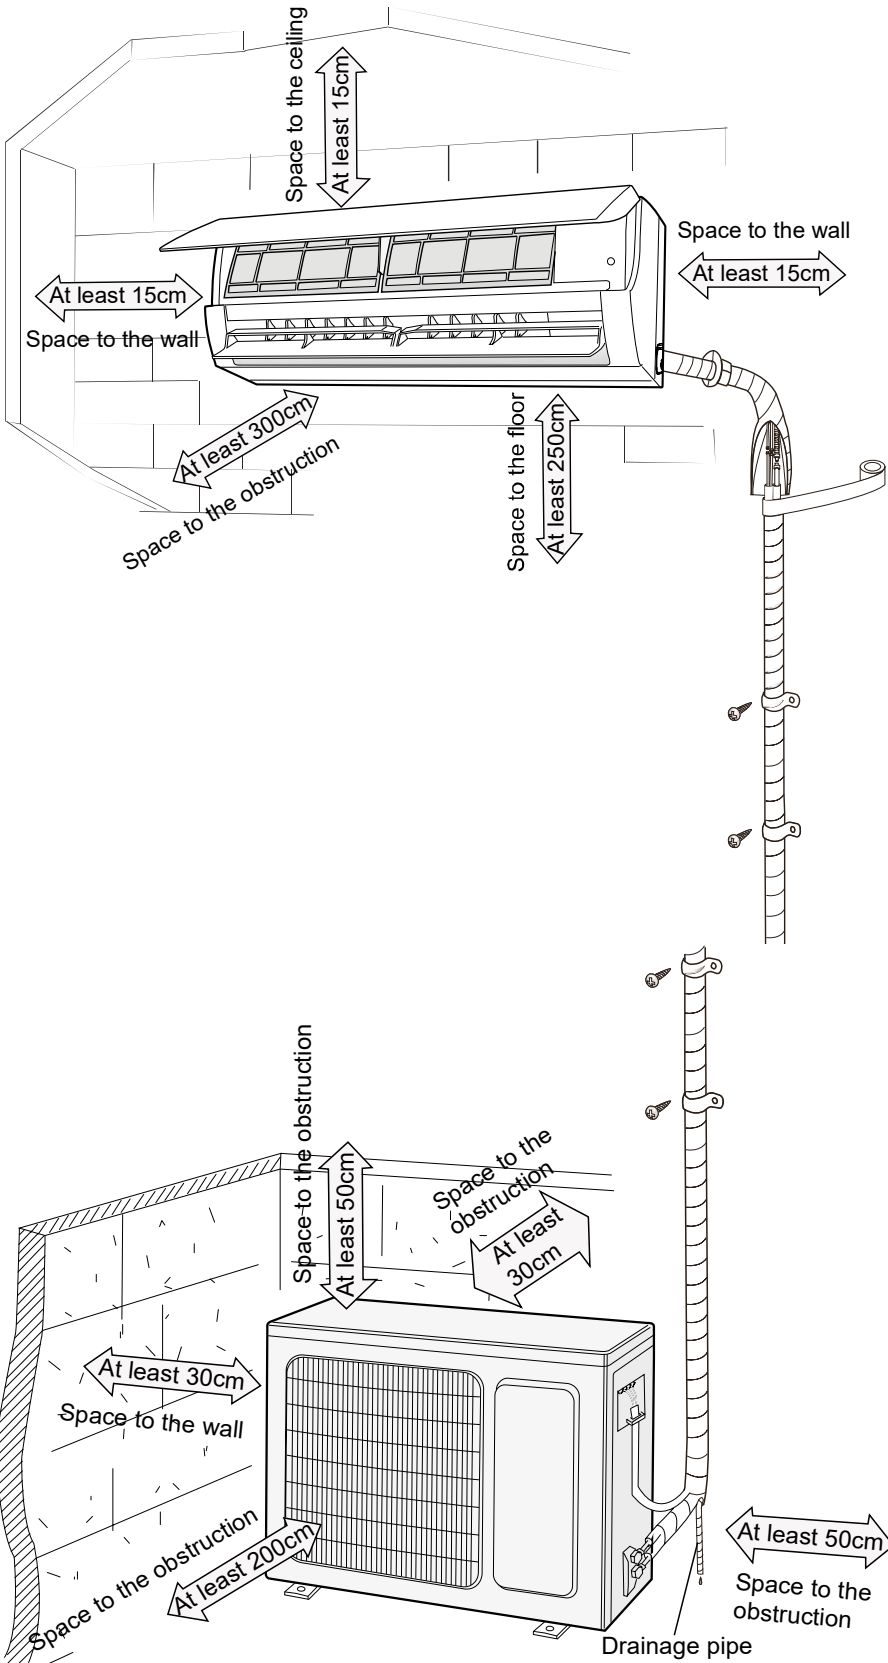 Space to the ceiling
At least 15cm
Space to the wall
At least 15cm
At least 15cm
Space to the wall
At least 300cm
Space to the obstruction
Space to the floor
At least 250cm
Space to the obstruction
At least 50cm
Space to the
obstruction
At least
30cm
At least 30cm
Space to the wall
Space to the obstruction
At least 200cm
At least 50cm
Space to the
obstruction
Drainage pipe